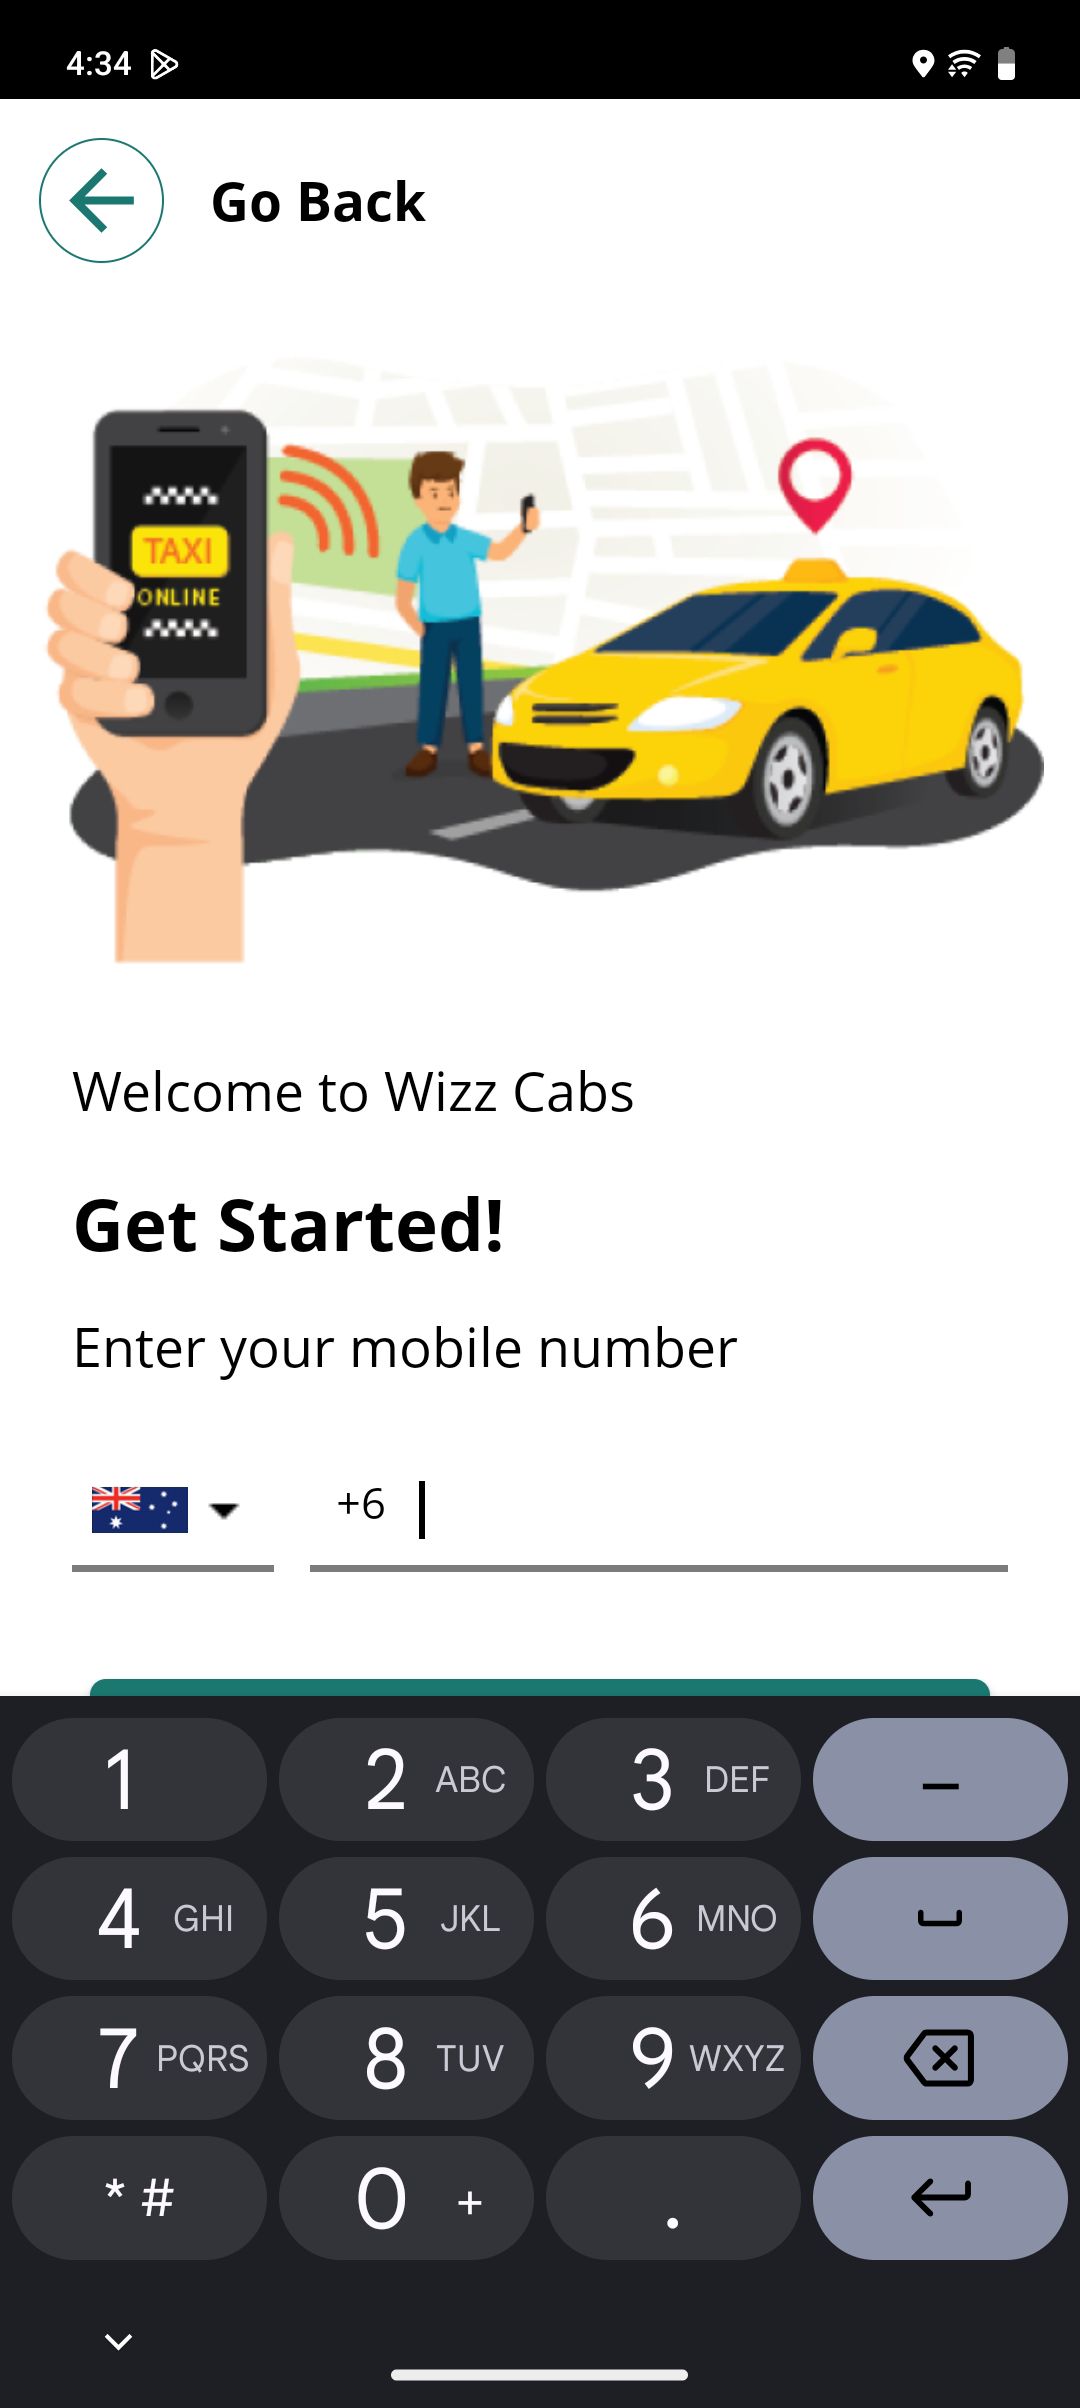 4:34
Go Back
TAXI
ONLINE
Welcome to Wizz Cabs
Get Started!
Enter your mobile number
+6
1
2 ABC
3 DEF
–
4 GHI
5 JKL
6 MNO
7 PQRS
8 TUV
9 WXYZ
* #
0 +
.